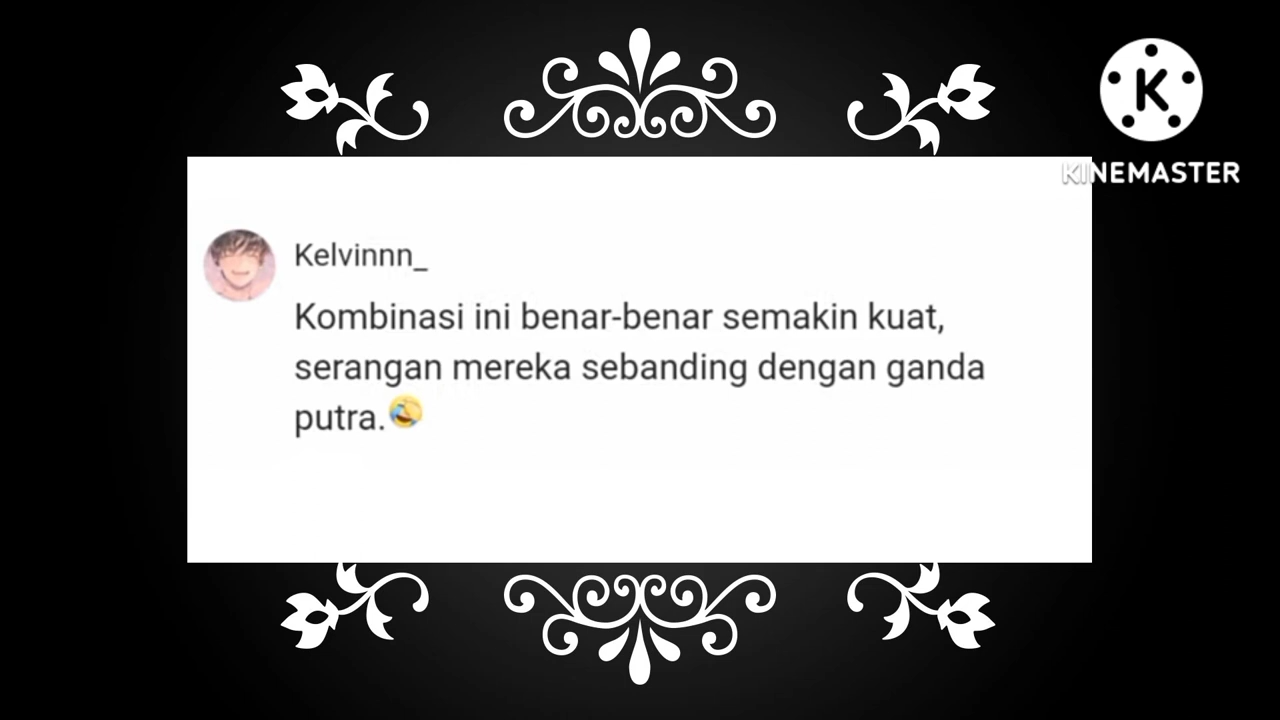 K
KINEMASTER
Kelvinnn_
Kombinasi ini benar-benar semakin kuat,
serangan mereka sebanding dengan ganda
putra.🤣